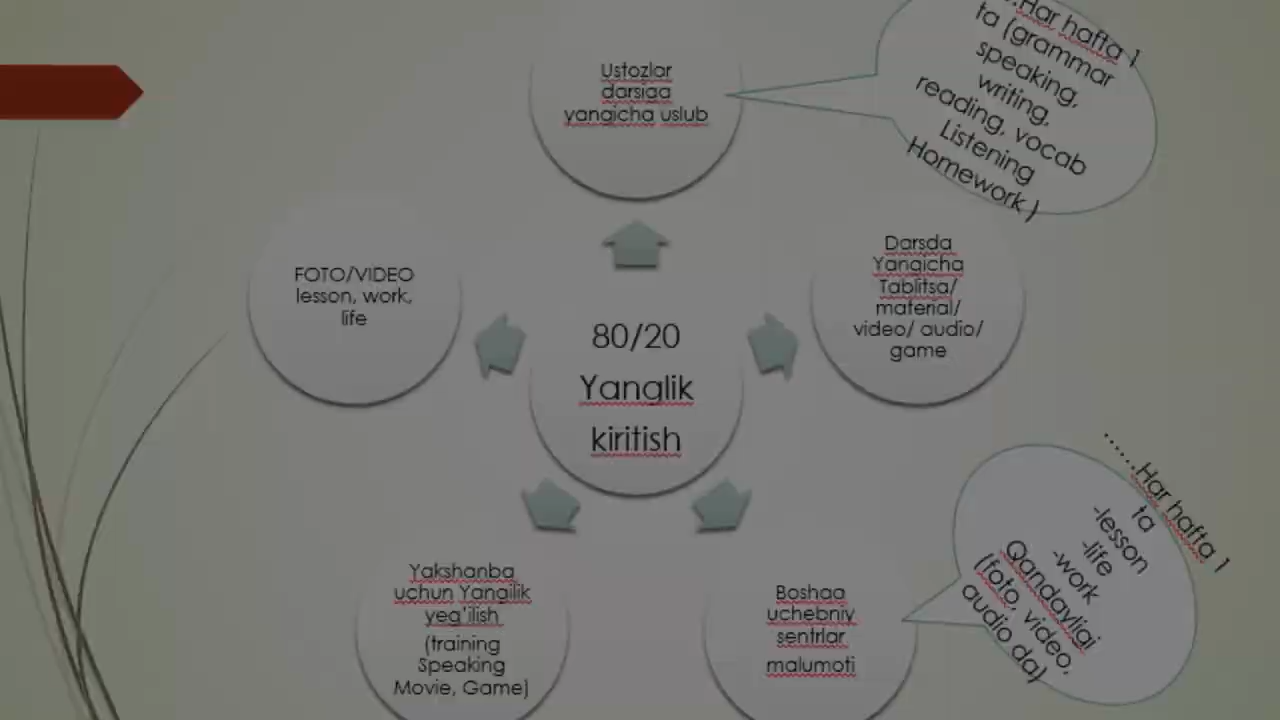 Ustozlar
darsiga
yangicha uslub
...Har hafta 1
ta (grammar
speaking,
writing,
reading, vocab
Listening
Homework.)
FOTO/VIDEO
lesson, work,
life
Darsda
Yangicha
Tablitsa/
material/
video/ audio/
game
80/20
Yanglik
kiritish
Yakshanba
uchun Yangilik
yeg'ilish
(training
Speaking
Movie, Game)
Boshqa
uchebniy
sentrlar
malumoti
......Har hafta 1
ta
-lesson
-life
-work
Qandayligi
(foto, video,
audio da)